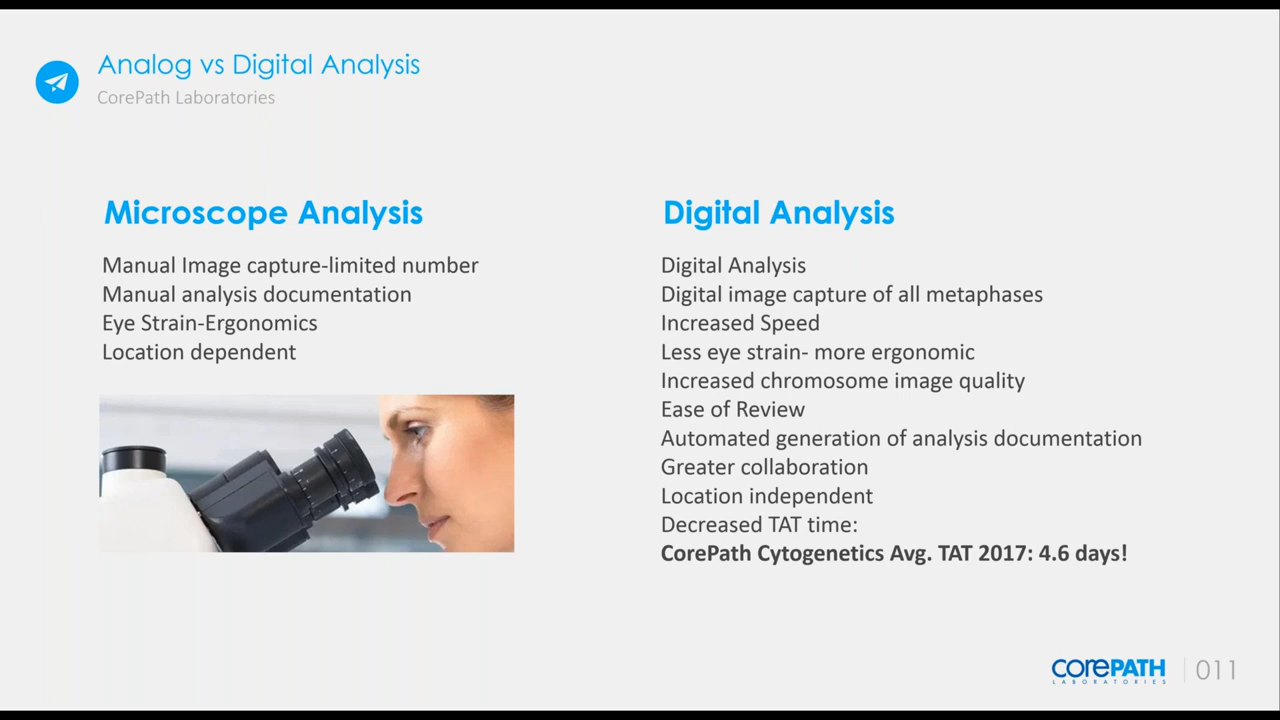 Analog vs Digital Analysis
CorePath Laboratories
Microscope Analysis
Manual Image capture-limited number
Manual analysis documentation
Eye Strain-Ergonomics
Location dependent
Digital Analysis
Digital Analysis
Digital image capture of all metaphases
Increased Speed
Less eye strain- more ergonomic
Increased chromosome image quality
Ease of Review
Automated generation of analysis documentation
Greater collaboration
Location independent
Decreased TAT time:
CorePath Cytogenetics Avg. TAT 2017: 4.6 days!
corePATH
LABORATORIES
011